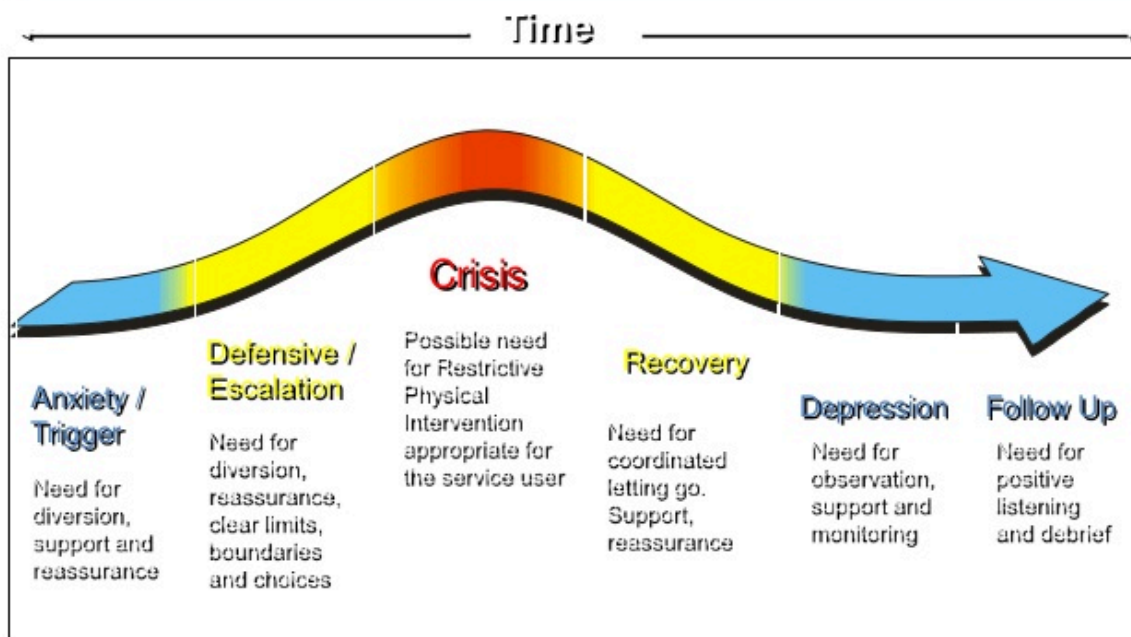 Time
Anxiety /
Trigger
Need for
diversion,
support and
reassurance
Defensive /
Escalation
Need for
diversion,
reassurance,
clear limits,
boundaries
and choices
Crisis
Possible need
for Restrictive
Physical
Intervention
appropriate for
the service user
Recovery
Need for
coordinated
letting go.
Support,
reassurance
Depression
Need for
observation,
support and
monitoring
Follow Up
Need for
positive
listening
and debrief